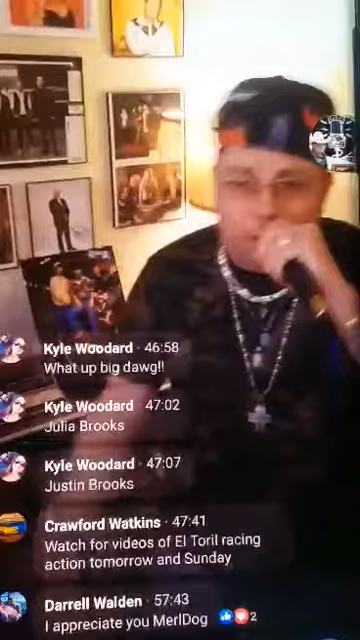 Kyle Woodard · 46:58
What up big dawg!!
Kyle Woodard · 47:02
Julia Brooks
Kyle Woodard · 47:07
Justin Brooks
Crawford Watkins · 47:41
Watch for videos of El Toril racing
action tomorrow and Sunday
Darrell Walden · 57:43
I appreciate you MerlDog 2